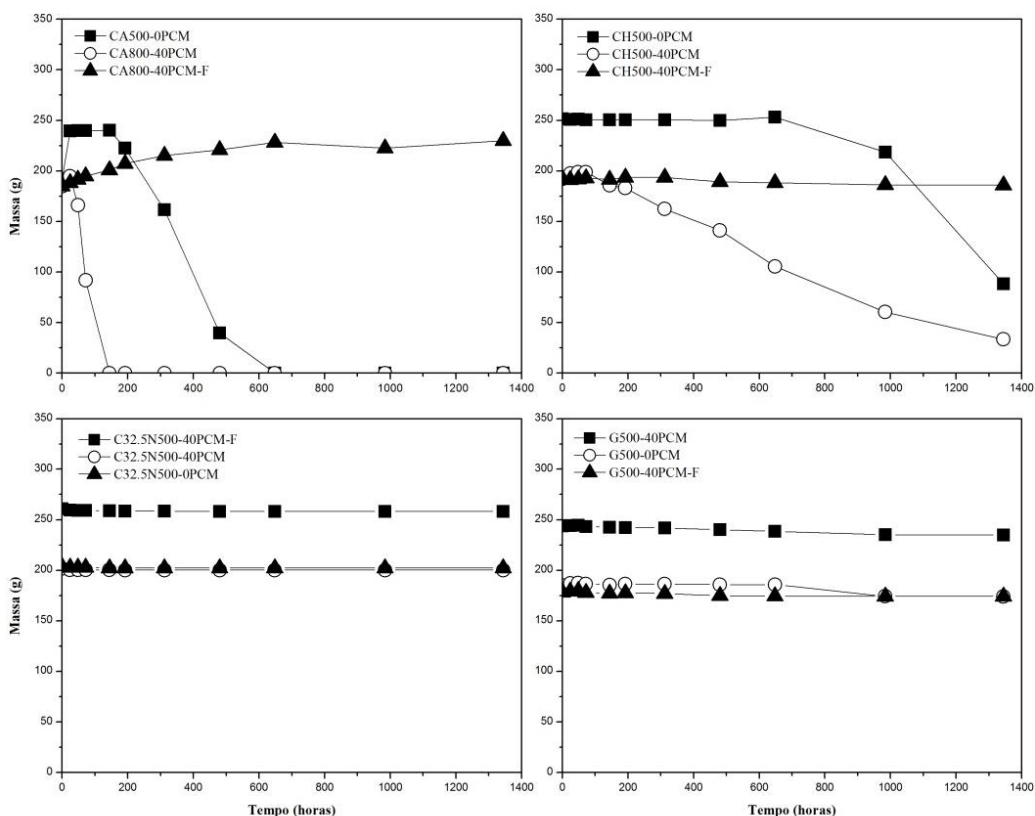 350
300
250
200
150
100
50
0
Massa (g)
CA500-0PCM
CA800-40PCM
CA800-40PCM-F
0 200 400 600 800 1000 1200 1400
350
300
250
200
150
100
50
0
CH500-0PCM
CH500-40PCM
CH500-40PCM-F
0 200 400 600 800 1000 1200 1400
350
300
250
200
150
100
50
0
Massa (g)
C32.5N500-40PCM-F
C32.5N500-40PCM
C32.5N500-0PCM
0 200 400 600 800 1000 1200 1400
Tempo (horas)
350
300
250
200
150
100
50
0
G500-40PCM
G500-0PCM
G500-40PCM-F
0 200 400 600 800 1000 1200 1400
Tempo (horas)